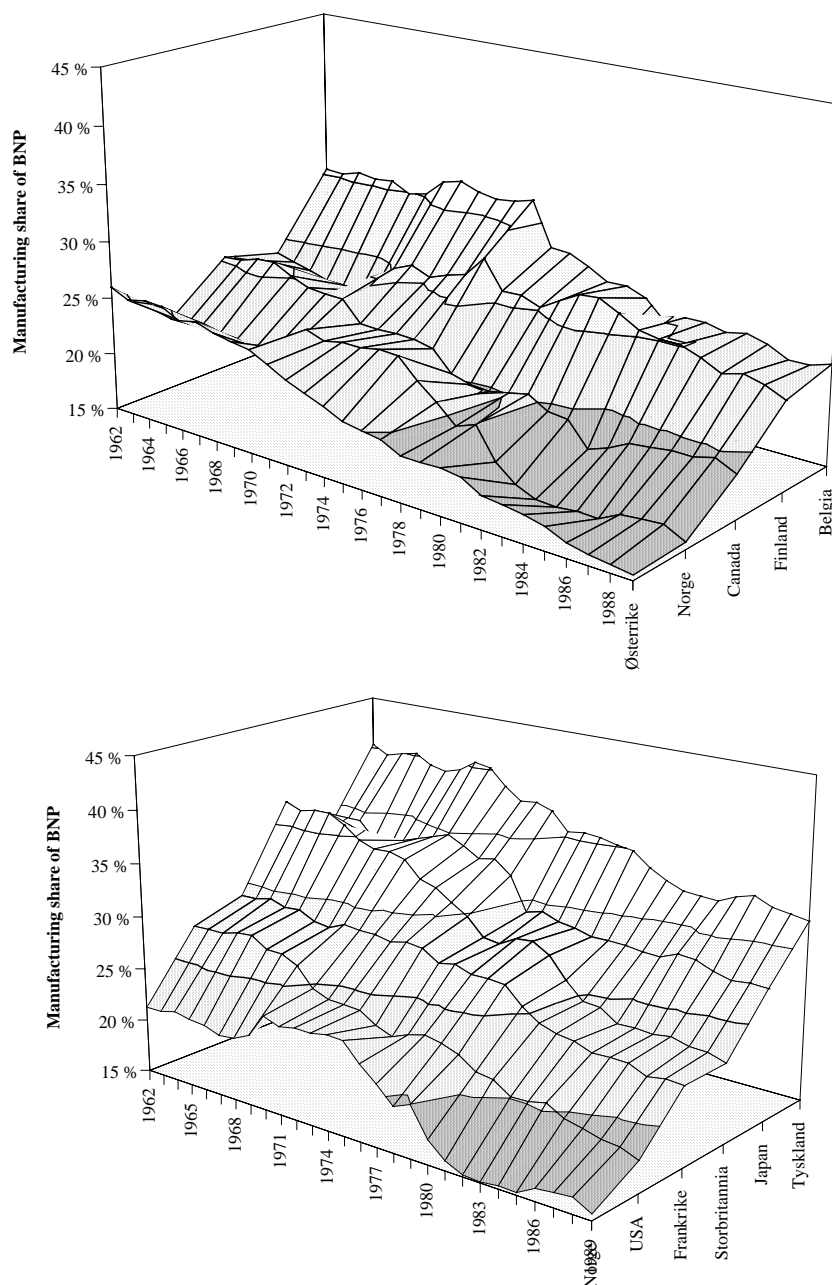 Manufacturing share of BNP
45 %
40 %
35 %
30 %
25 %
20 %
15 %
1962
1964
1966
1968
1970
1972
1974
1976
1978
1980
1982
1984
1986
1988
Østerrike
Norge
Canada
Finland
Belgia
Manufacturing share of BNP
45 %
40 %
35 %
30 %
25 %
20 %
15 %
1962
1965
1968
1971
1974
1977
1980
1983
1986
1989
Norge
USA
Frankrike
Storbritannia
Japan
Tyskland